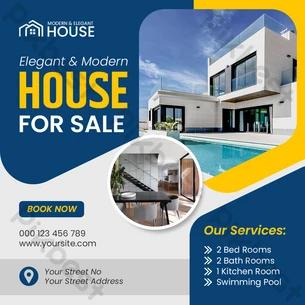 MODERN & ELEGANT
HOUSE
Elegant & Modern
HOUSE
FOR SALE
BOOK NOW
000 123 456 789
www.yoursite.com
Your Street No
Your Street Address
Our Services:
2 Bed Rooms
2 Bath Rooms
1 Kitchen Room
Swimming Pool